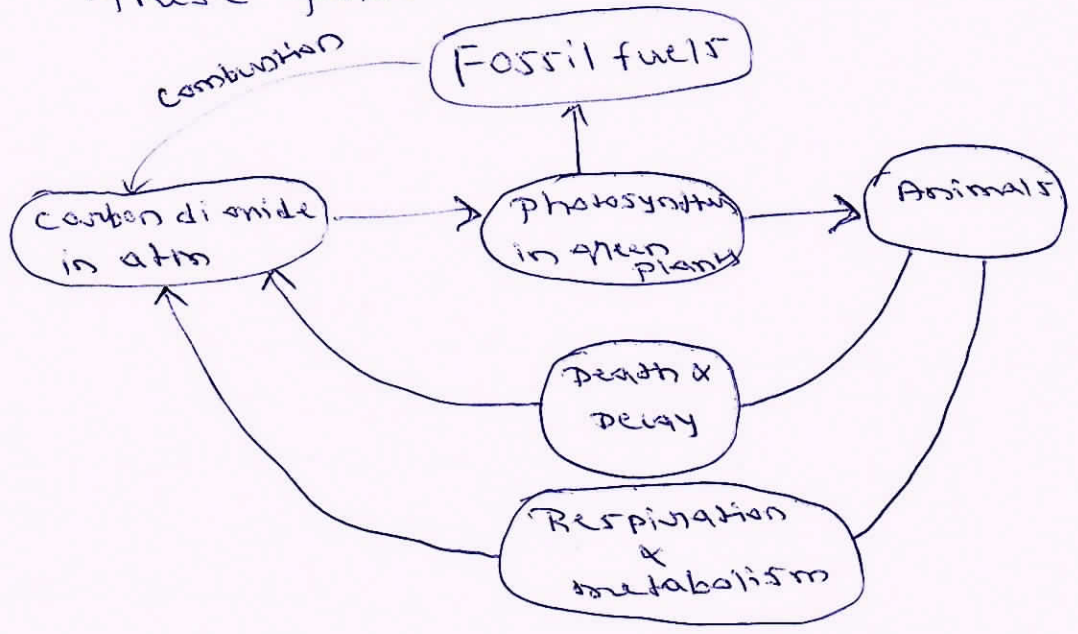 combustion
Fossil fuels
carbon dioxide
in atm
photosynthesis
in green
plants
Animals
Death &
Decay
Respiration
&
metabolism